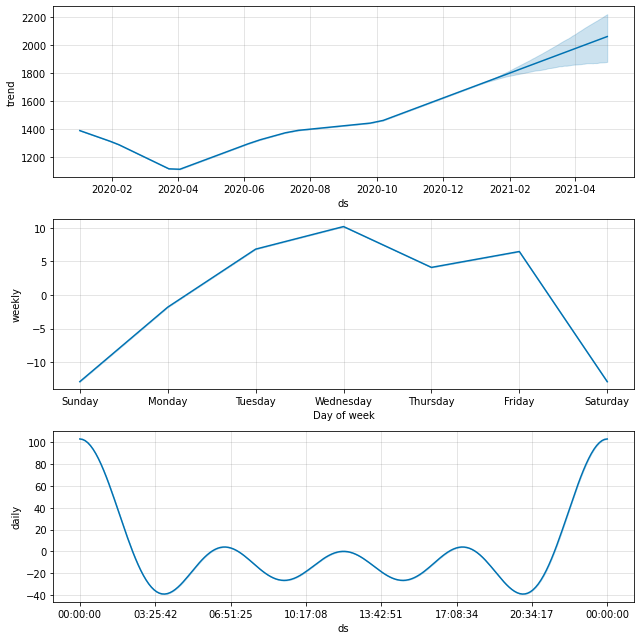 2200
2000
1800
1600
1400
1200
trend
2020-02 2020-04 2020-06 2020-08 2020-10 2020-12 2021-02 2021-04
ds
10
5
0
−5
−10
weekly
Sunday Monday Tuesday Wednesday Thursday Friday Saturday
Day of week
100
80
60
40
20
0
−20
−40
daily
00:00:00 03:25:42 06:51:25 10:17:08 13:42:51 17:08:34 20:34:17 00:00:00
ds